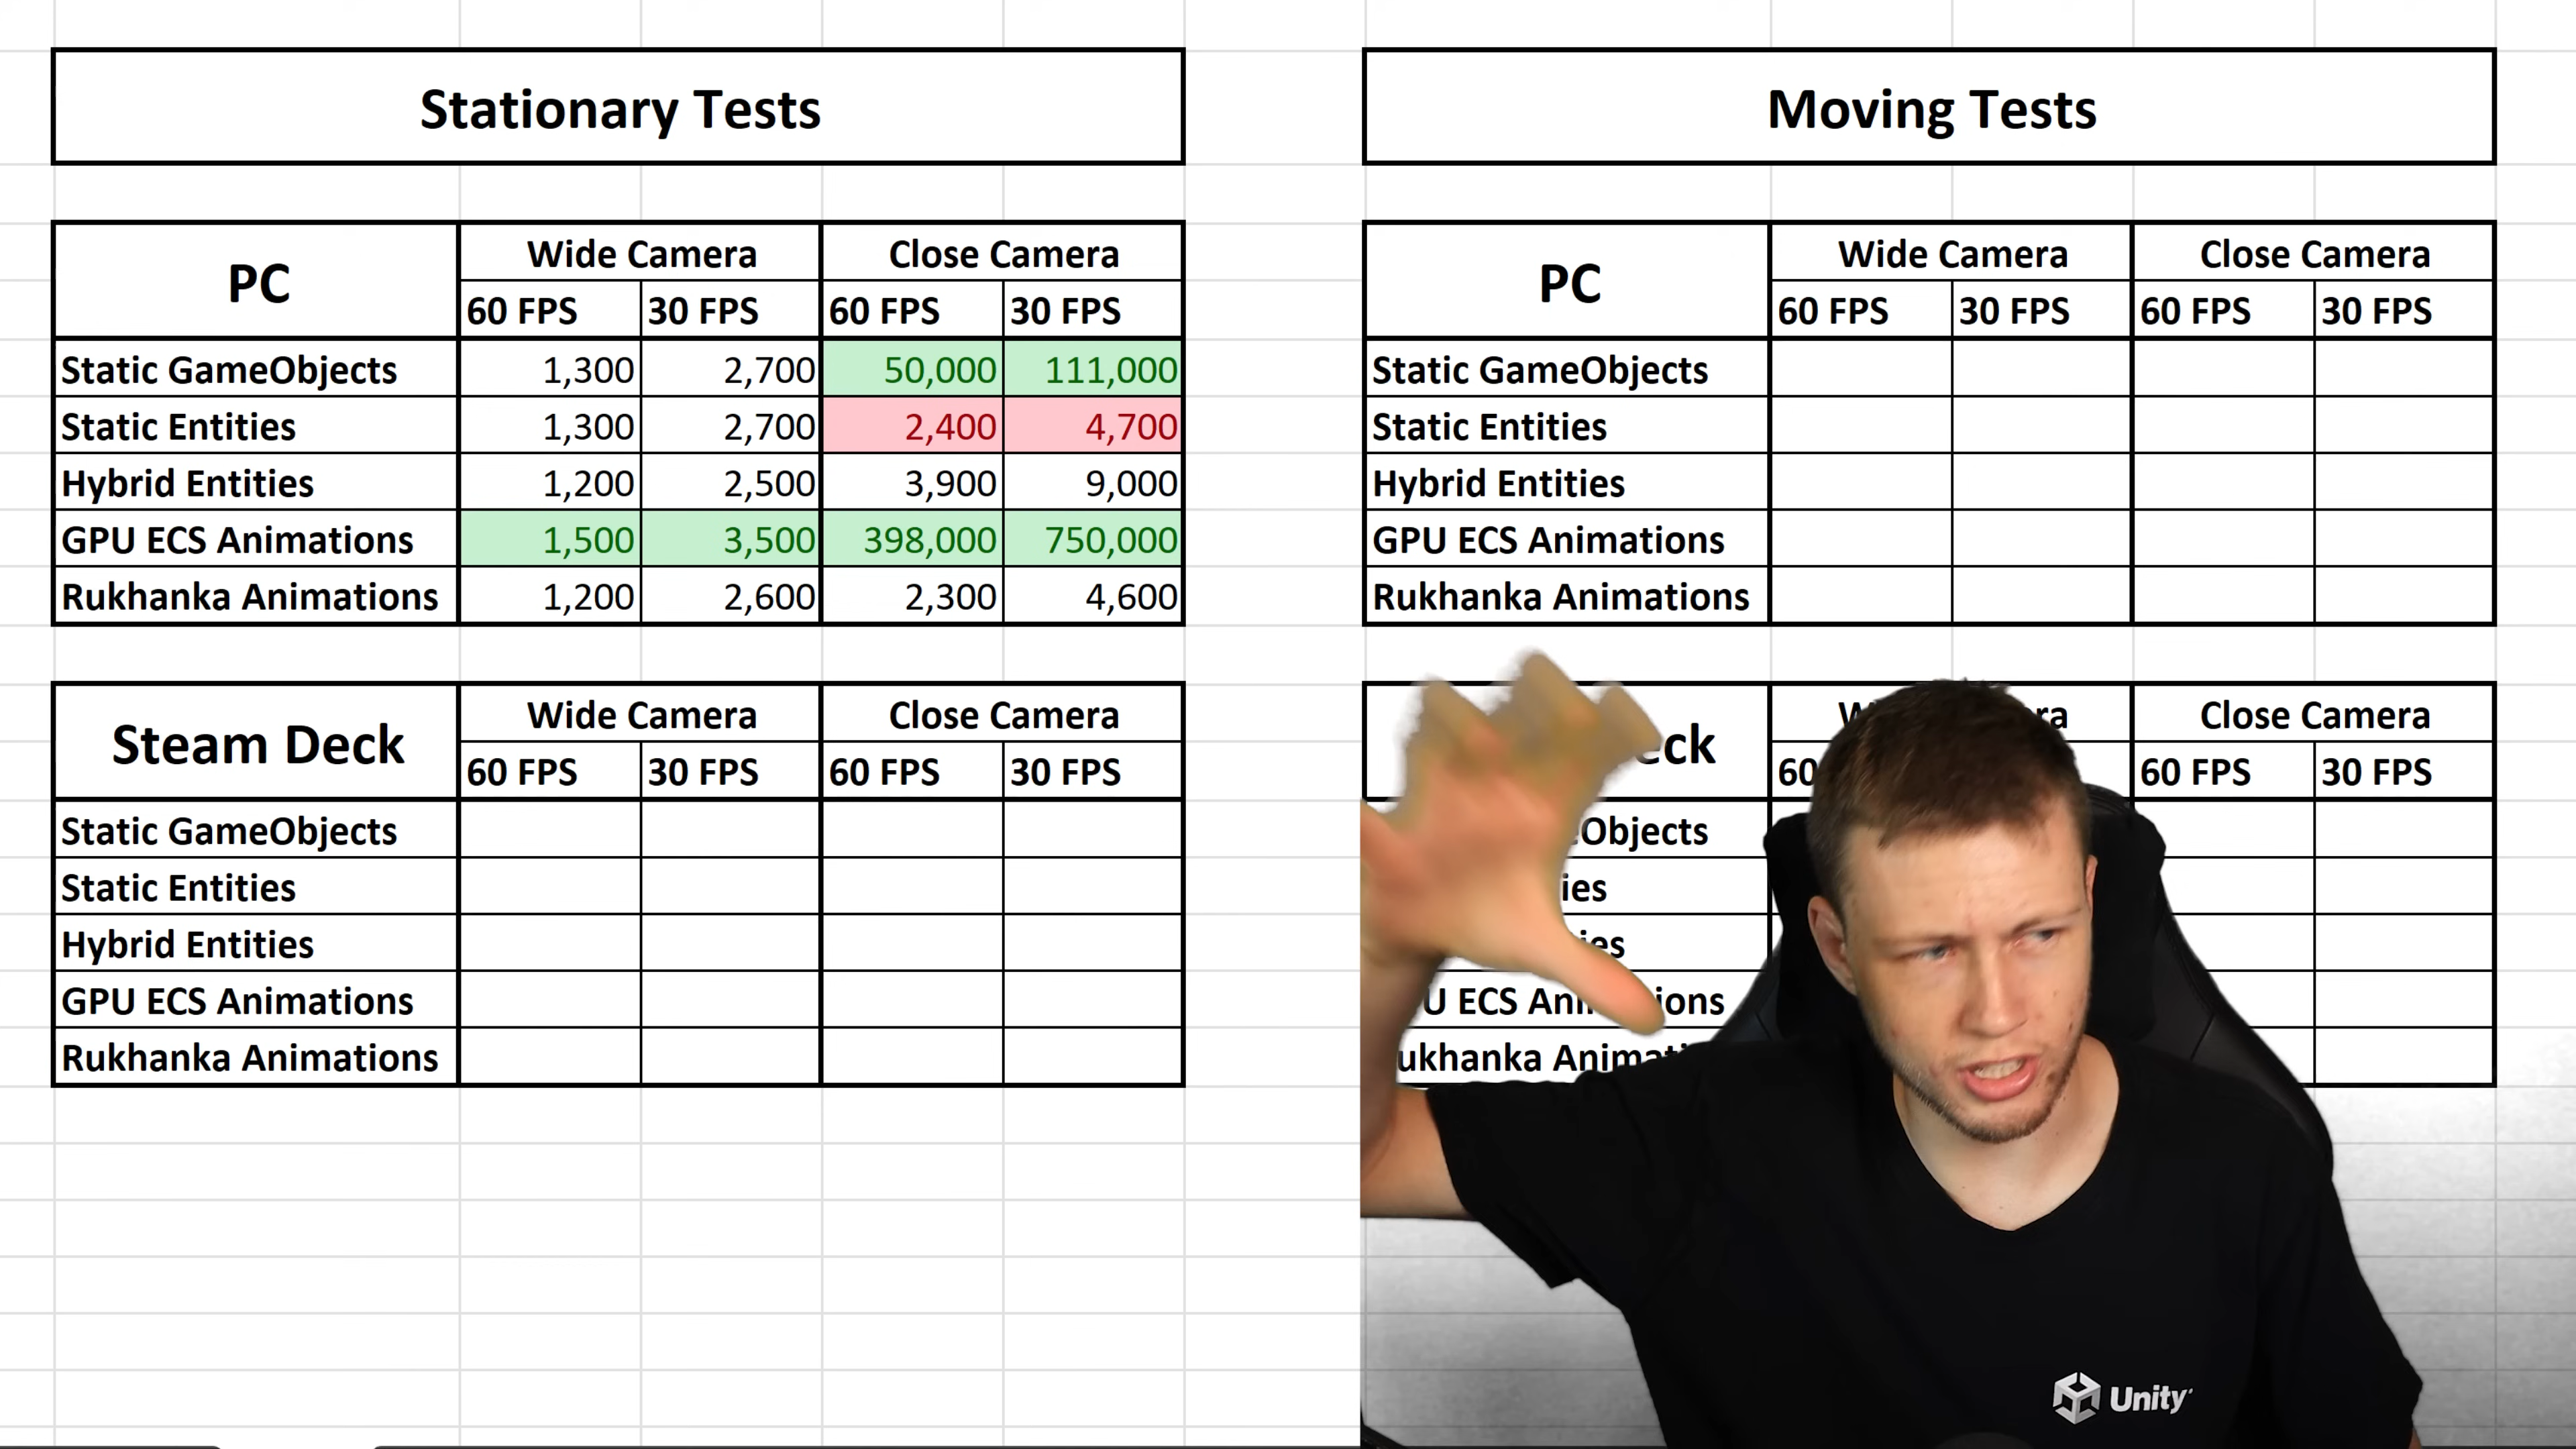 Stationary Tests
PC Wide Camera Close Camera
60 FPS 30 FPS 60 FPS 30 FPS
Static GameObjects 1,300 2,700 50,000 111,000
Static Entities 1,300 2,700 2,400 4,700
Hybrid Entities 1,200 2,500 3,900 9,000
GPU ECS Animations 1,500 3,500 398,000 750,000
Rukhanka Animations 1,200 2,600 2,300 4,600
Steam Deck Wide Camera Close Camera
60 FPS 30 FPS 60 FPS 30 FPS
Static GameObjects
Static Entities
Hybrid Entities
GPU ECS Animations
Rukhanka Animations
Moving Tests
PC Wide Camera Close Camera
60 FPS 30 FPS 60 FPS 30 FPS
Static GameObjects
Static Entities
Hybrid Entities
GPU ECS Animations
Rukhanka Animations
Close Camera
60 60 FPS 30 FPS
Objects
ECS
Unity